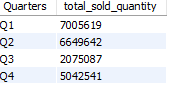 Quarters total_sold_quantity
Q1 7005619
Q2 6649642
Q3 2075087
Q4 5042541